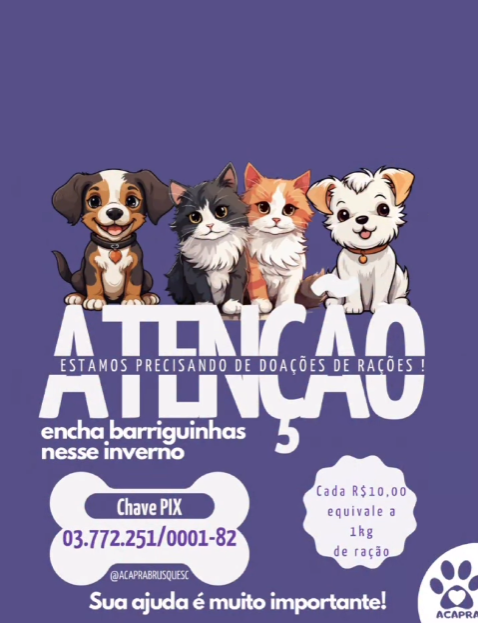 ATENÇÃO
ESTAMOS PRECISANDO DE DOAÇÕES DE RAÇÕES !
encha barriguinhas
nesse inverno
Chave PIX
03.772.251/0001-82
@ACAPRABRUSQUESC
Cada R$10,00
equivale a
1kg
de ração
Sua ajuda é muito importante!
ACAPRA